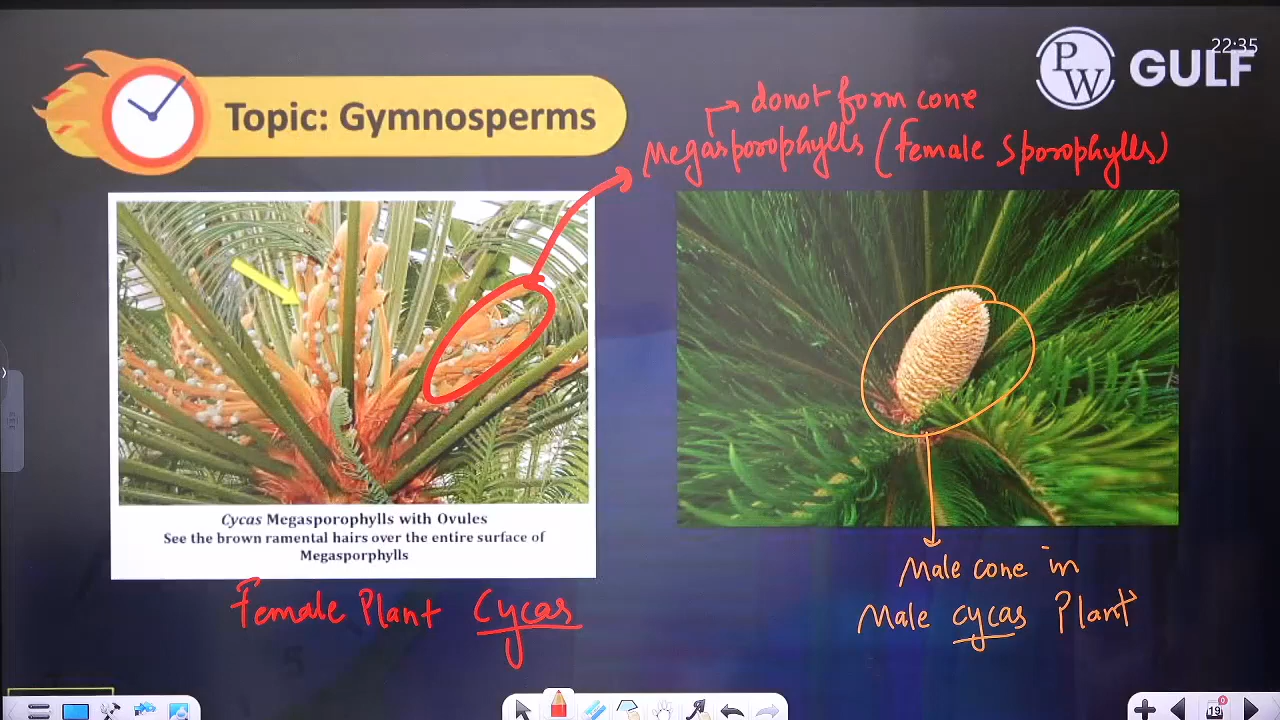 22:35
PW GULF
Topic: Gymnosperms
donot form cone
Megasporophylls (Female Sporophylls)
Cycas Megasporophylls with Ovules
See the brown ramental hairs over the entire surface of
Megasporphylls
Female Plant Cycas
Male cone in
Male cycas Plant
19